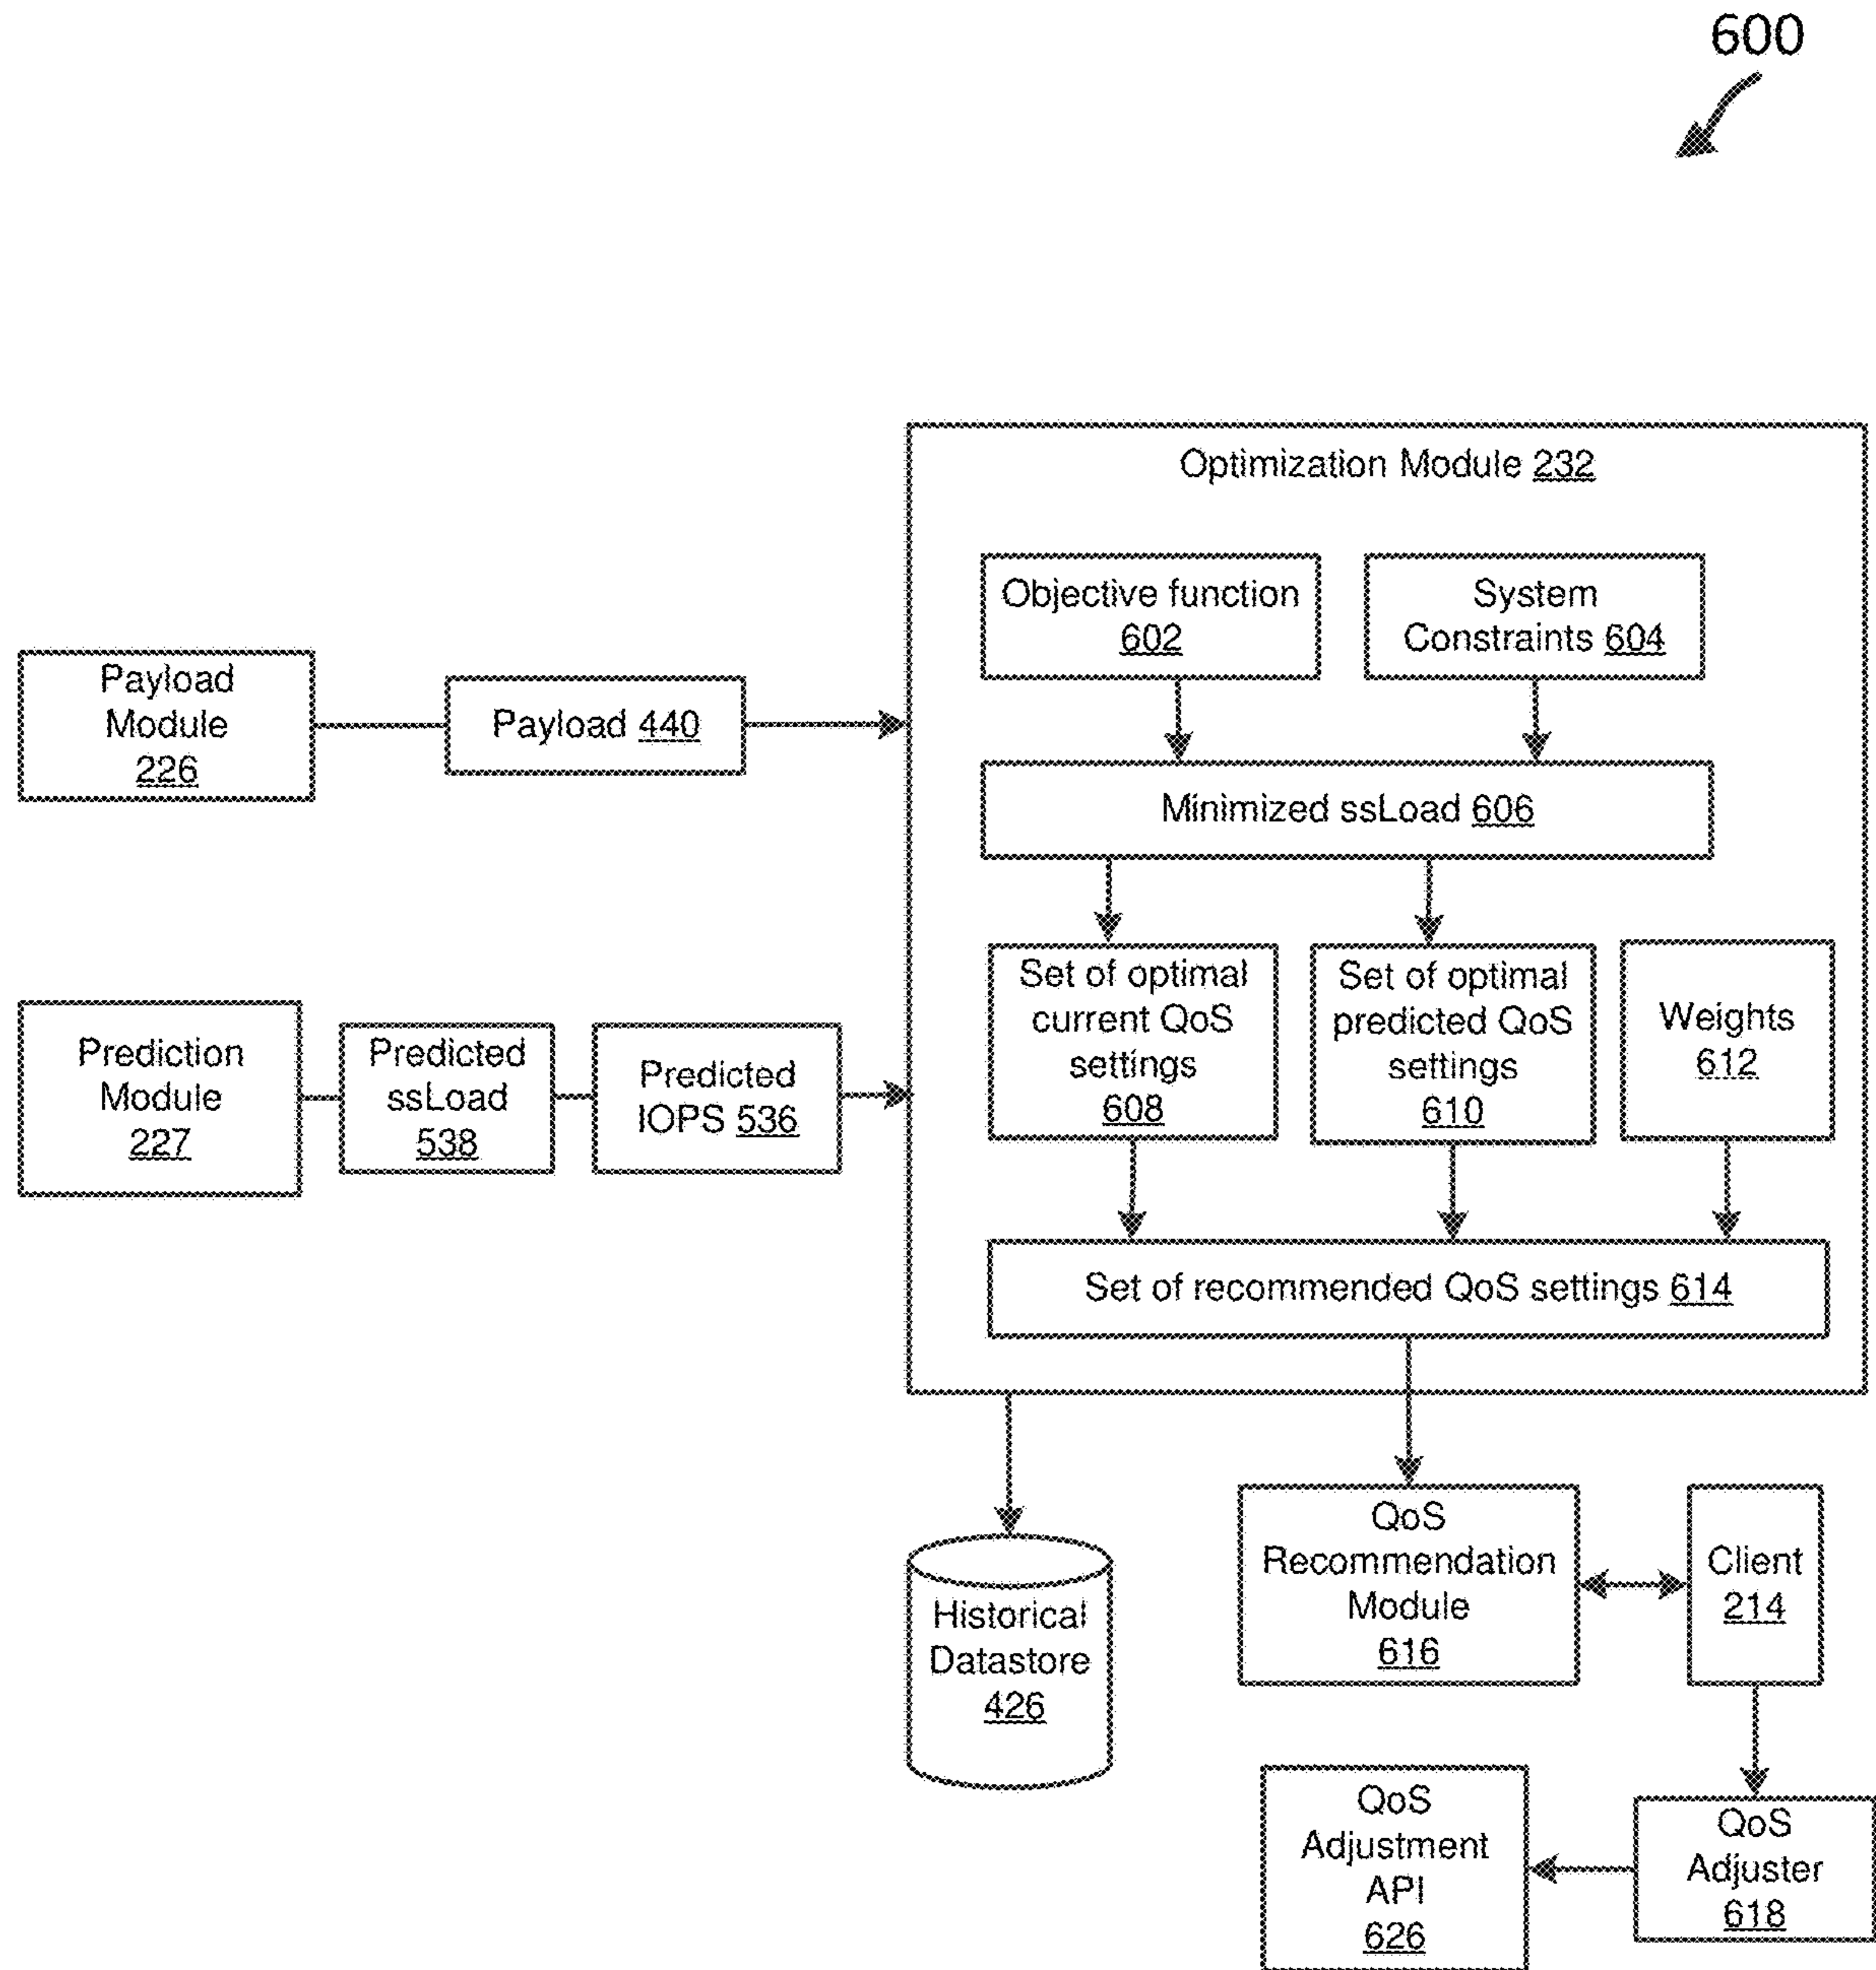 600
Optimization Module 232
Objective function
602
System
Constraints 604
Payload
Module
226
Payload 440
Minimized ssLoad 606
Prediction
Module
227
Predicted
ssLoad
538
Predicted
IOPS 536
Set of optimal
current QoS
settings
608
Set of optimal
predicted QoS
settings
610
Weights
612
Set of recommended QoS settings 614
Historical
Datastore
426
QoS
Recommendation
Module
616
Client
214
QoS
Adjustment
API
626
QoS
Adjuster
618